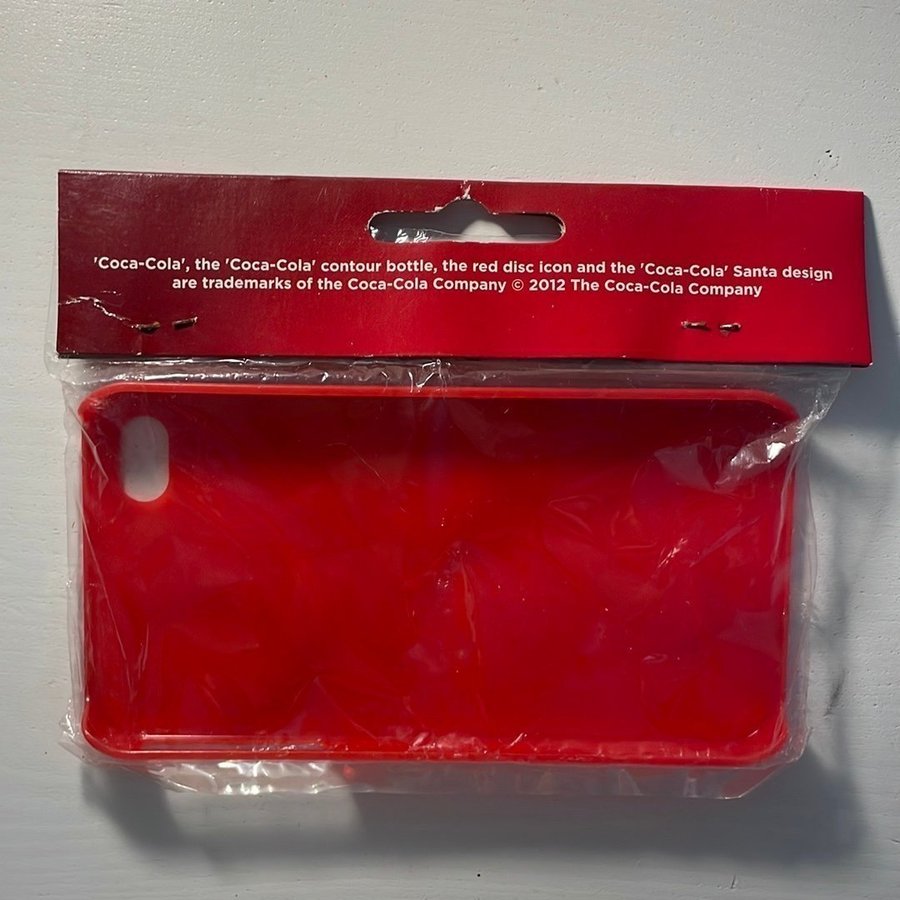 'Coca-Cola', the 'Coca-Cola' contour bottle, the red disc icon and the 'Coca-Cola' Santa design
are trademarks of the Coca-Cola Company © 2012 The Coca-Cola Company